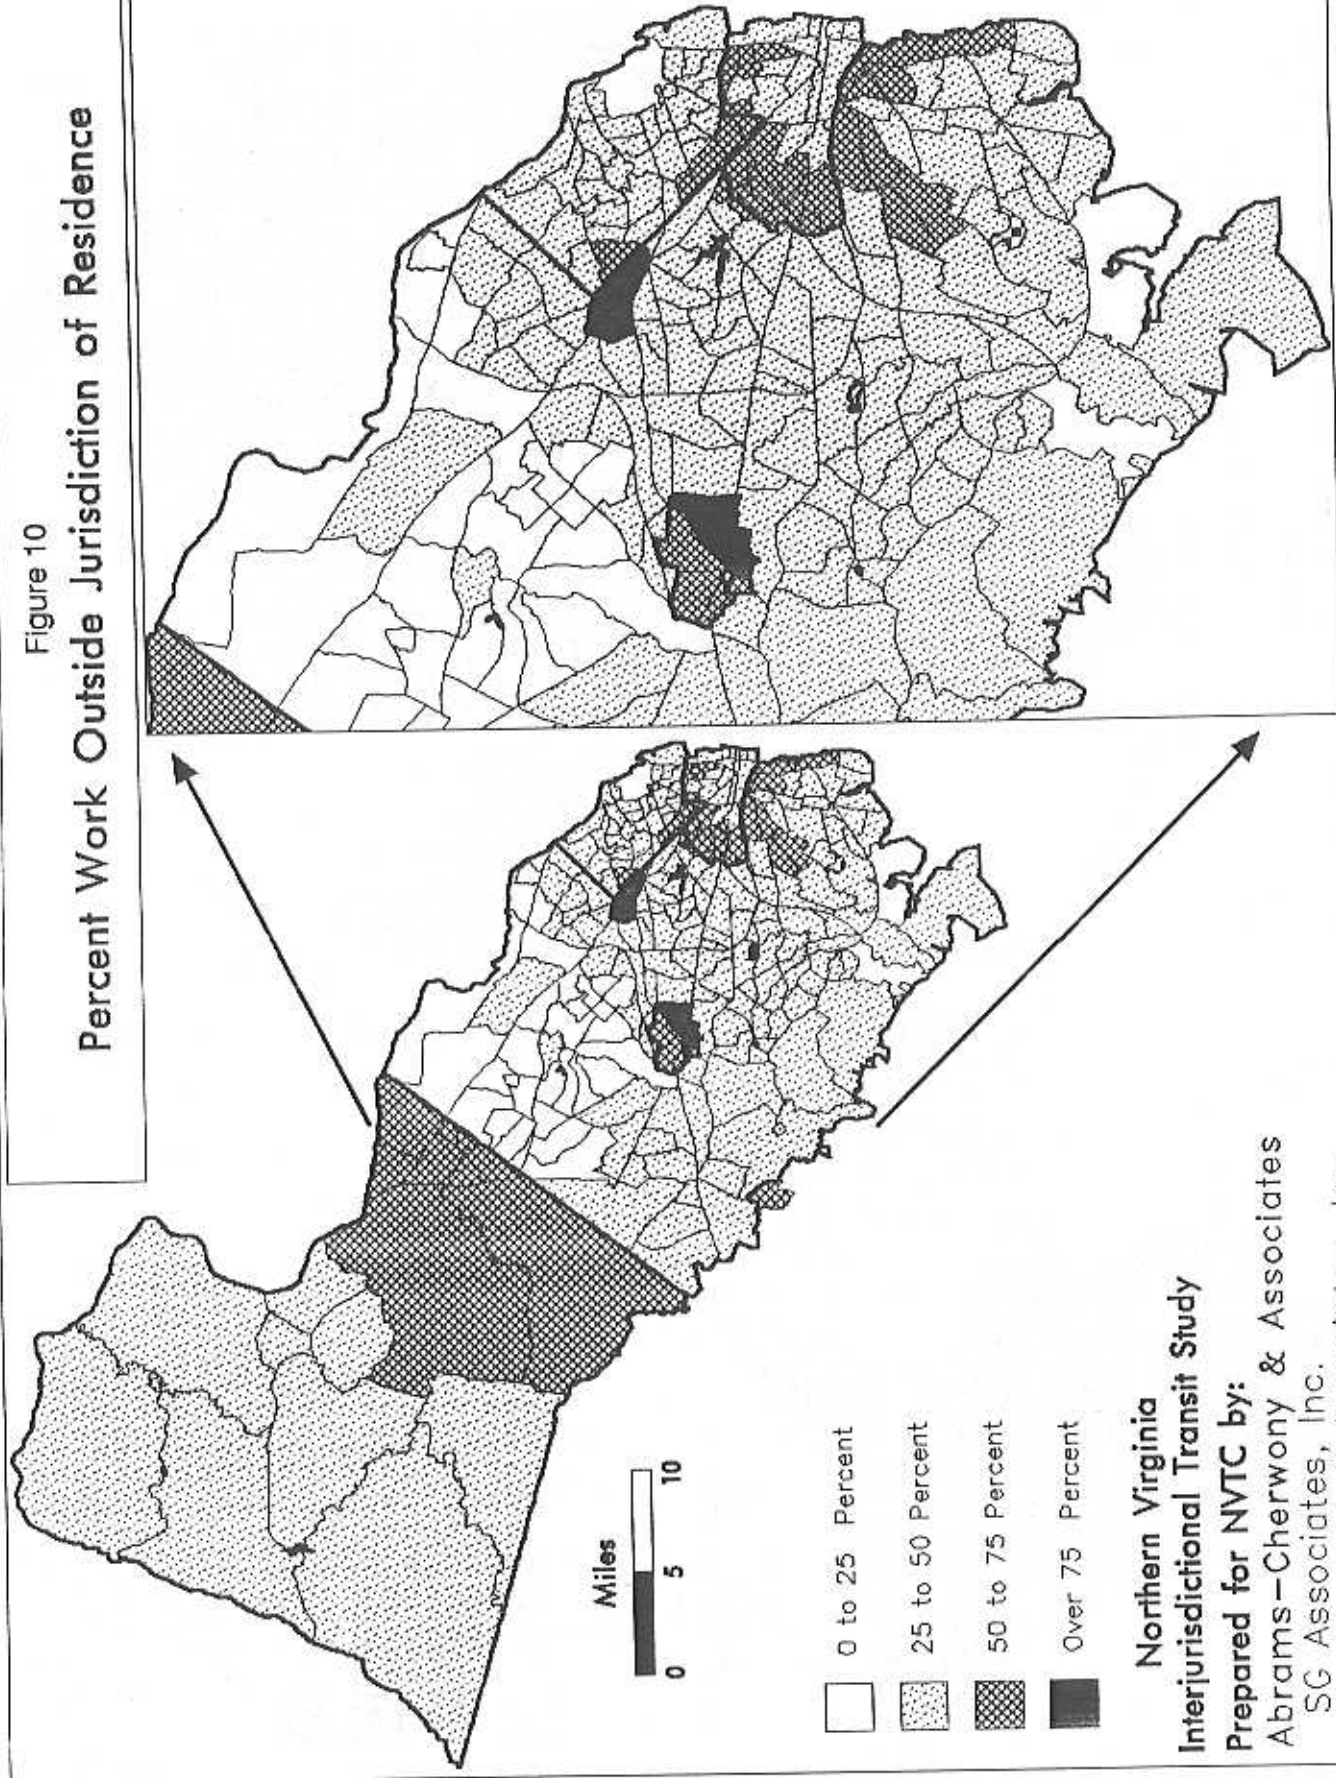 Figure 10
Percent Work Outside Jurisdiction of Residence
Miles
0 5 10
0 to 25 Percent
25 to 50 Percent
50 to 75 Percent
Over 75 Percent
Northern Virginia
Interjurisdictional Transit Study
Prepared for NVTC by:
Abrams-Cherwony & Associates
SG Associates, Inc.